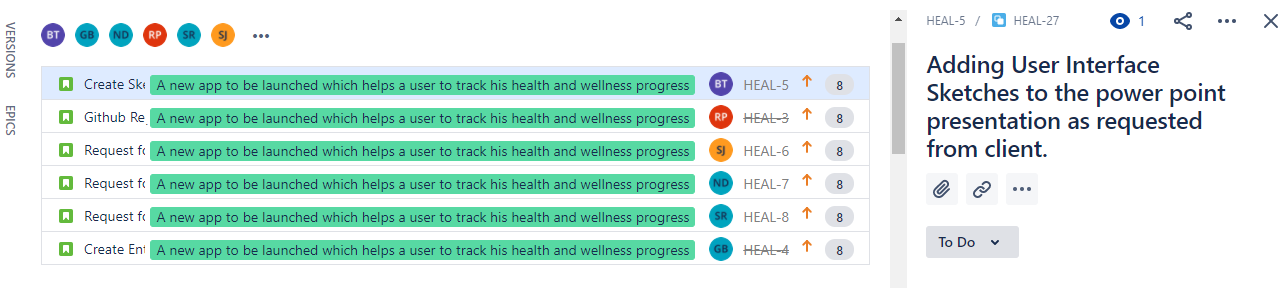 VERSIONS
EPICS
BT GB ND RP SR SJ
Create Ske A new app to be launched which helps a user to track his health and wellness progress BT HEAL-5 8
Github Re A new app to be launched which helps a user to track his health and wellness progress RP HEAL-3 8
Request fo A new app to be launched which helps a user to track his health and wellness progress SJ HEAL-6 8
Request fo A new app to be launched which helps a user to track his health and wellness progress ND HEAL-7 8
Request fo A new app to be launched which helps a user to track his health and wellness progress SR HEAL-8 8
Create Ent A new app to be launched which helps a user to track his health and wellness progress GB HEAL-4 8
HEAL-5 / HEAL-27 1
Adding User Interface
Sketches to the power point
presentation as requested
from client.
To Do